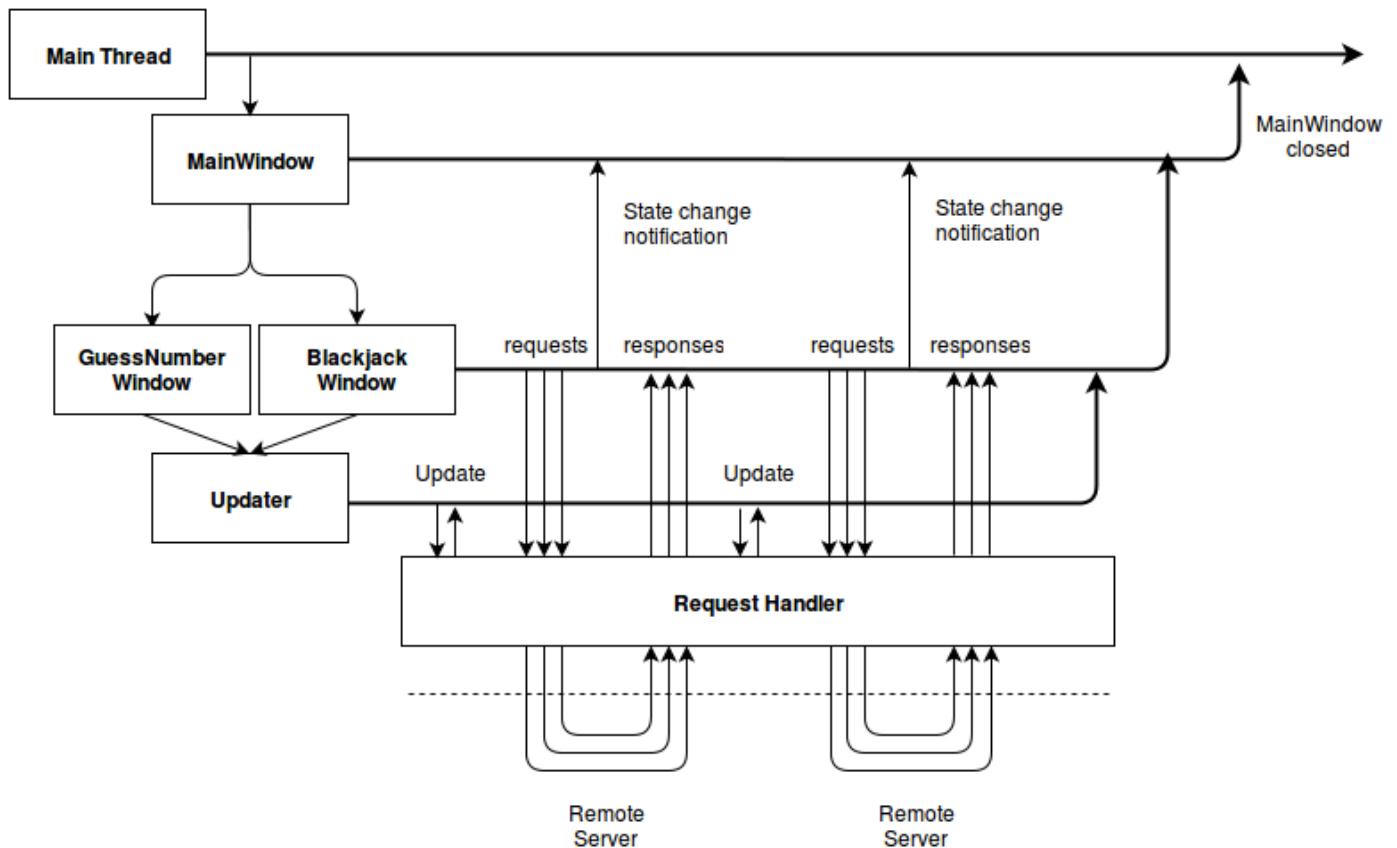 Main Thread
MainWindow
closed
MainWindow
State change
notification
State change
notification
GuessNumber
Window
Blackjack
Window
requests
responses
requests
responses
Update
Update
Updater
Request Handler
Remote
Server
Remote
Server